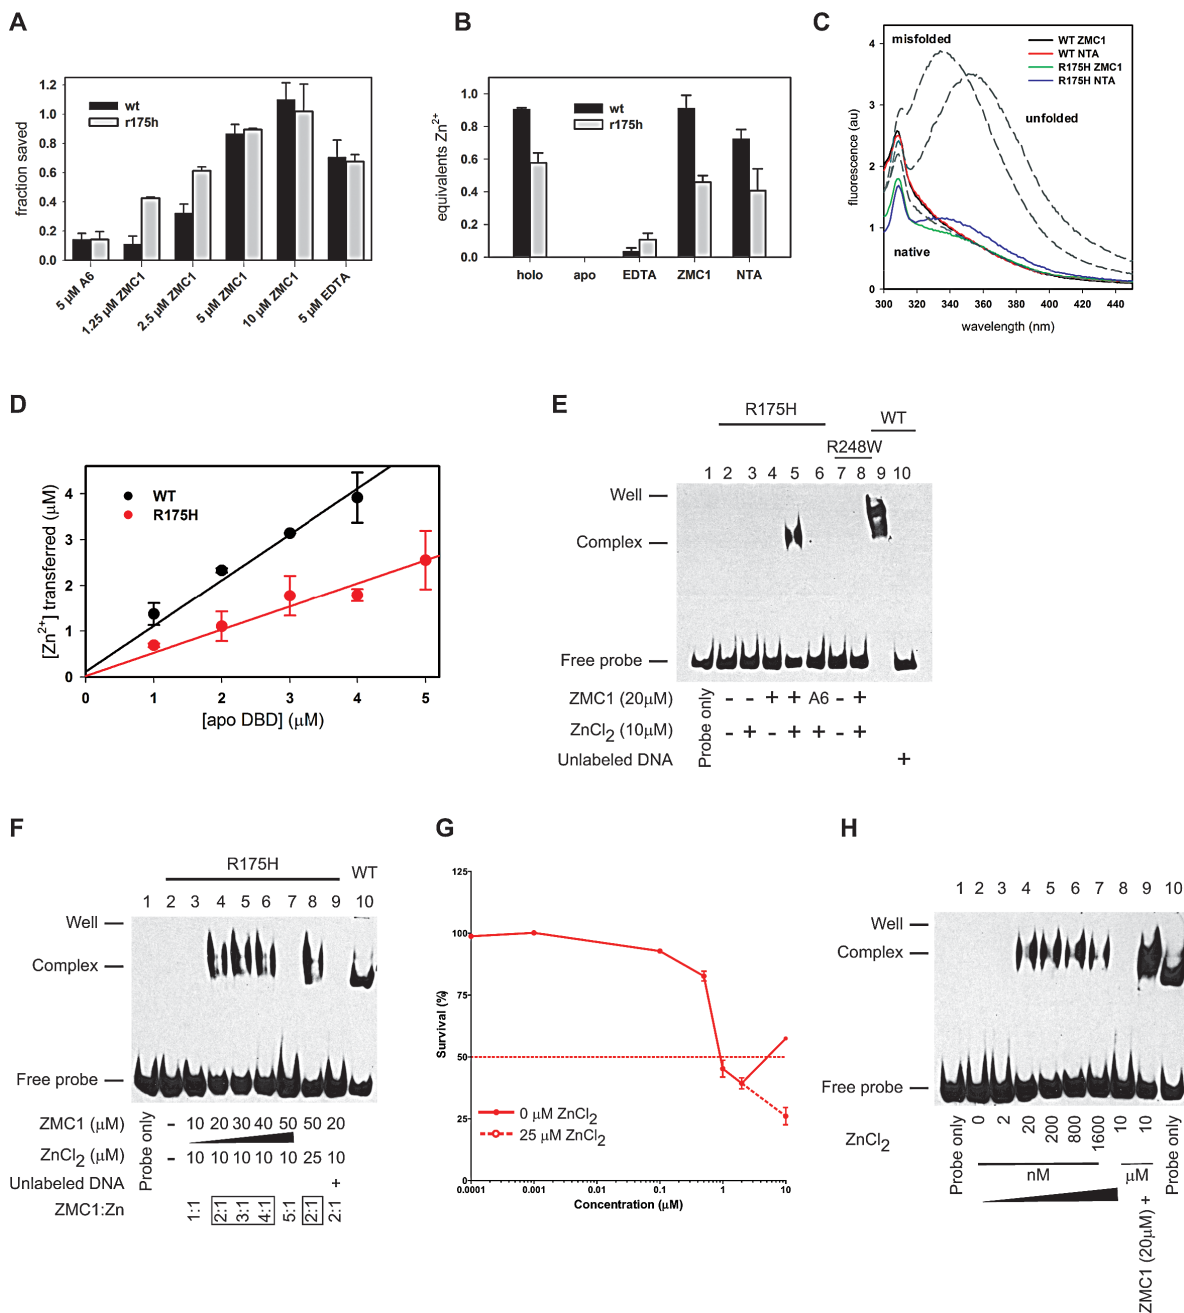 A
fraction saved
1.2
1.0
0.8
0.6
0.4
0.2
0.0
wt
r175h
5 µM A6
1.25 µM ZMC1
2.5 µM ZMC1
5 µM ZMC1
10 µM ZMC1
5 µM EDTA
B
equivalents Zn2+
1.0
0.8
0.6
0.4
0.2
0.0
wt
r175h
holo apo EDTA ZMC1 NTA
C
fluorescence (au)
4
3
2
1
0
misfolded
unfolded
native
WT ZMC1
WT NTA
R175H ZMC1
R175H NTA
300 320 340 360 380 400 420 440
wavelength (nm)
D
[Zn2+] transferred (µM)
4
3
2
1
0
WT
R175H
0 1 2 3 4 5
[apo DBD] (µM)
E
R175H
WT
R248W
1 2 3 4 5 6 7 8 9 10
Well
Complex
Free probe
ZMC1 (20µM) - - + + A6 - +
ZnCl2 (10µM) - + - + + - +
Unlabeled DNA +
Probe only
F
R175H WT
1 2 3 4 5 6 7 8 9 10
Well
Complex
Free probe
ZMC1 (µM) - 10 20 30 40 50 50 20
ZnCl2 (µM) - 10 10 10 10 10 25 10
Unlabeled DNA +
ZMC1:Zn 1:1 2:1 3:1 4:1 5:1 2:1 2:1
Probe only
G
Survival (%)
125
100
75
50
25
0
0 µM ZnCl2
25 µM ZnCl2
0.0001 0.001 0.01 0.1 1 10
Concentration (µM)
H
1 2 3 4 5 6 7 8 9 10
Well
Complex
Free probe
ZnCl2
Probe only 0 2 20 200 800 1600 10 10 Probe only
nM µM
ZMC1 (20µM) +